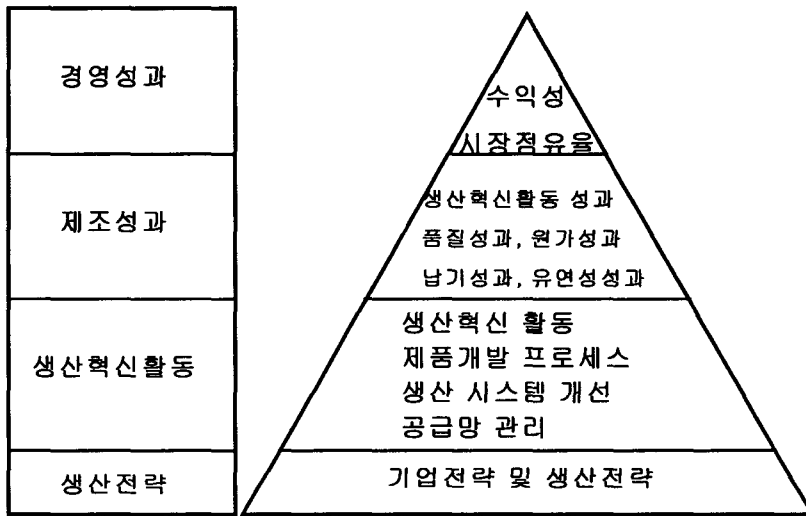 경영성과
제조성과
생산혁신활동
생산전략
수익성
시장점유율
생산혁신활동 성과
품질성과, 원가성과
납기성과, 유연성성과
생산혁신 활동
제품개발 프로세스
생산 시스템 개선
공급망 관리
기업전략 및 생산전략